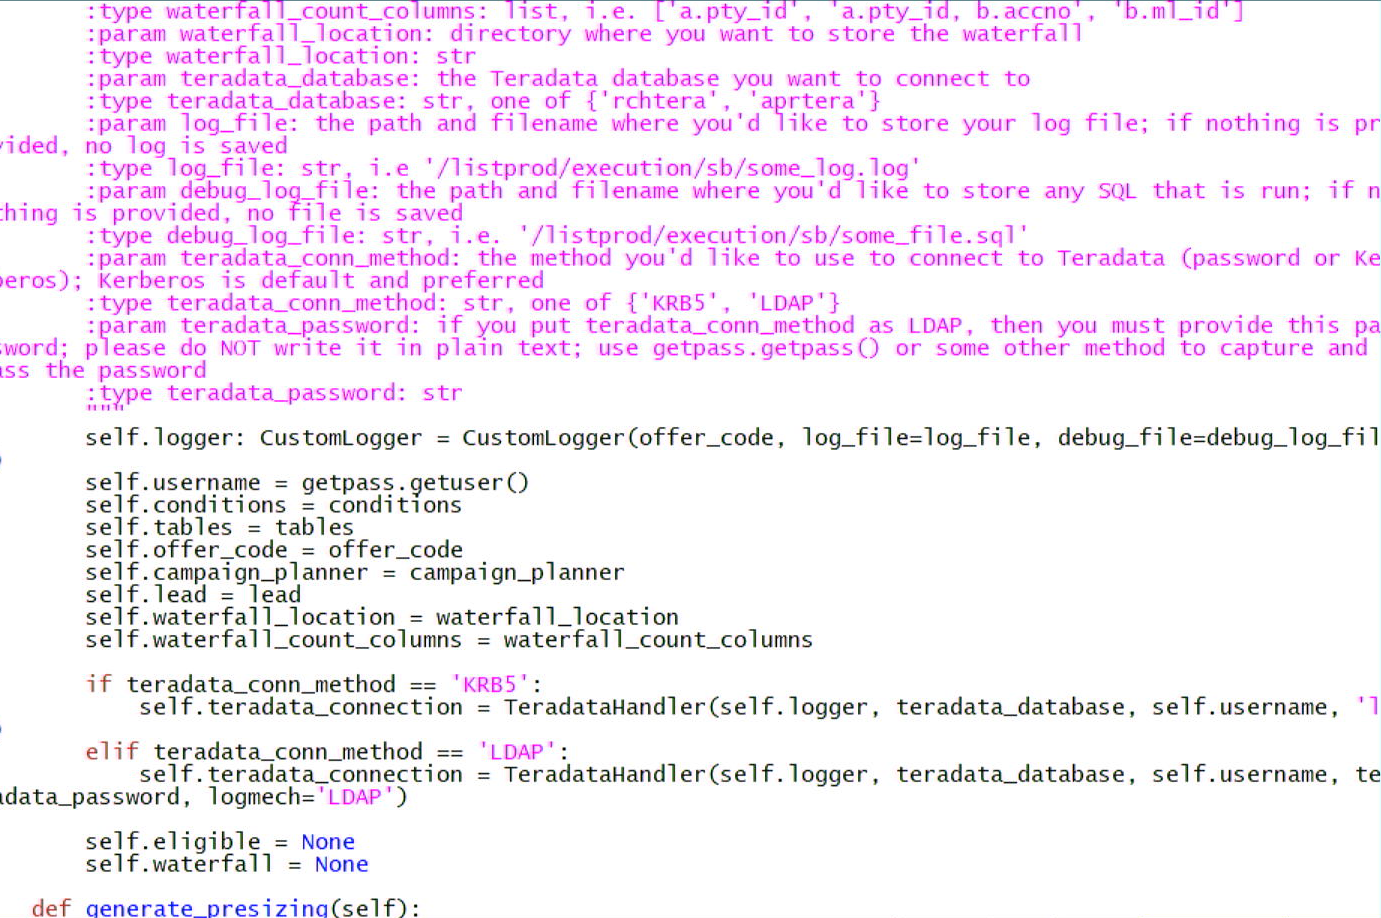 :type waterfall_count_columns: list, i.e. ['a.pty_id', 'a.pty_id, b.accno', 'b.ml_id']
:param waterfall_location: directory where you want to store the waterfall
:type waterfall_location: str
:param teradata_database: the Teradata database you want to connect to
:type teradata_database: str, one of {'rchtera', 'aprtera'}
:param log_file: the path and filename where you'd like to store your log file; if nothing is pr
vided, no log is saved
:type log_file: str, i.e '/listprod/execution/sb/some_log.log'
:param debug_log_file: the path and filename where you'd like to store any SQL that is run; if n
thing is provided, no file is saved
:type debug_log_file: str, i.e. '/listprod/execution/sb/some_file.sql'
:param teradata_conn_method: the method you'd like to use to connect to Teradata (password or Ke
beros); Kerberos is default and preferred
:type teradata_conn_method: str, one of {'KRB5', 'LDAP'}
:param teradata_password: if you put teradata_conn_method as LDAP, then you must provide this pa
sword; please do NOT write it in plain text; use getpass.getpass() or some other method to capture and
ass the password
:type teradata_password: str
"""
self.logger: CustomLogger = CustomLogger(offer_code, log_file=log_file, debug_file=debug_log_fil
)
self.username = getpass.getuser()
self.conditions = conditions
self.tables = tables
self.offer_code = offer_code
self.campaign_planner = campaign_planner
self.lead = lead
self.waterfall_location = waterfall_location
self.waterfall_count_columns = waterfall_count_columns
if teradata_conn_method == 'KRB5':
self.teradata_connection = TeradataHandler(self.logger, teradata_database, self.username, 'l
)
elif teradata_conn_method == 'LDAP':
self.teradata_connection = TeradataHandler(self.logger, teradata_database, self.username, te
adata_password, logmech='LDAP')
self.eligible = None
self.waterfall = None
def generate_presizing(self):